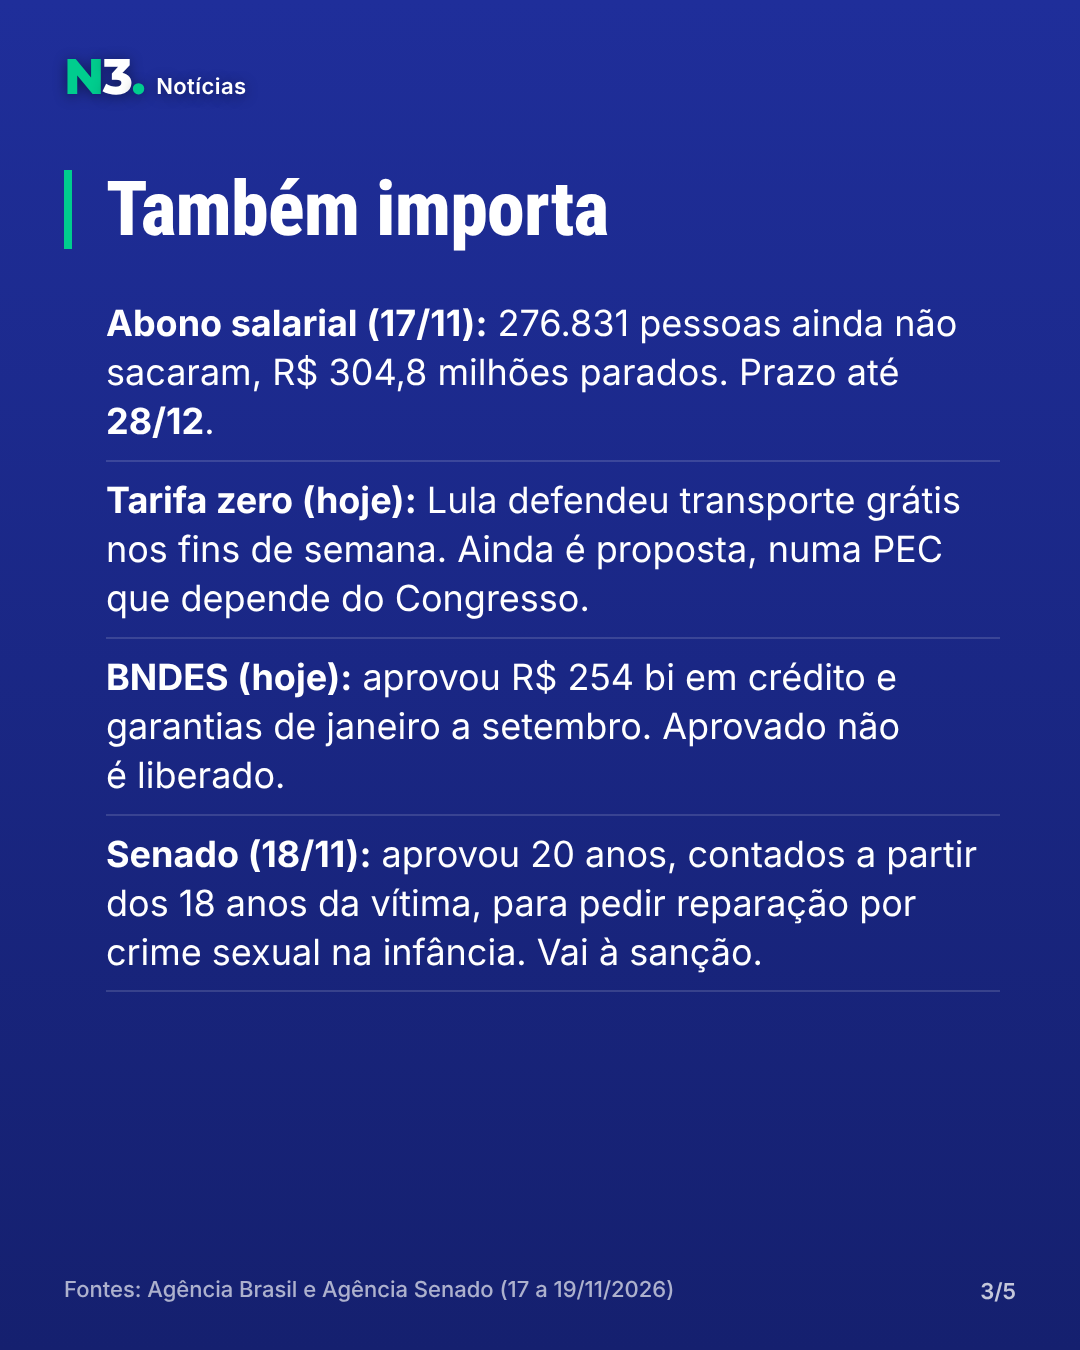 N3. Notícias
Também importa
Abono salarial (17/11): 276.831 pessoas ainda não
sacaram, R$ 304,8 milhões parados. Prazo até
28/12.
Tarifa zero (hoje): Lula defendeu transporte grátis
nos fins de semana. Ainda é proposta, numa PEC
que depende do Congresso.
BNDES (hoje): aprovou R$ 254 bi em crédito e
garantias de janeiro a setembro. Aprovado não
é liberado.
Senado (18/11): aprovou 20 anos, contados a partir
dos 18 anos da vítima, para pedir reparação por
crime sexual na infância. Vai à sanção.
Fontes: Agência Brasil e Agência Senado (17 a 19/11/2026)
3/5